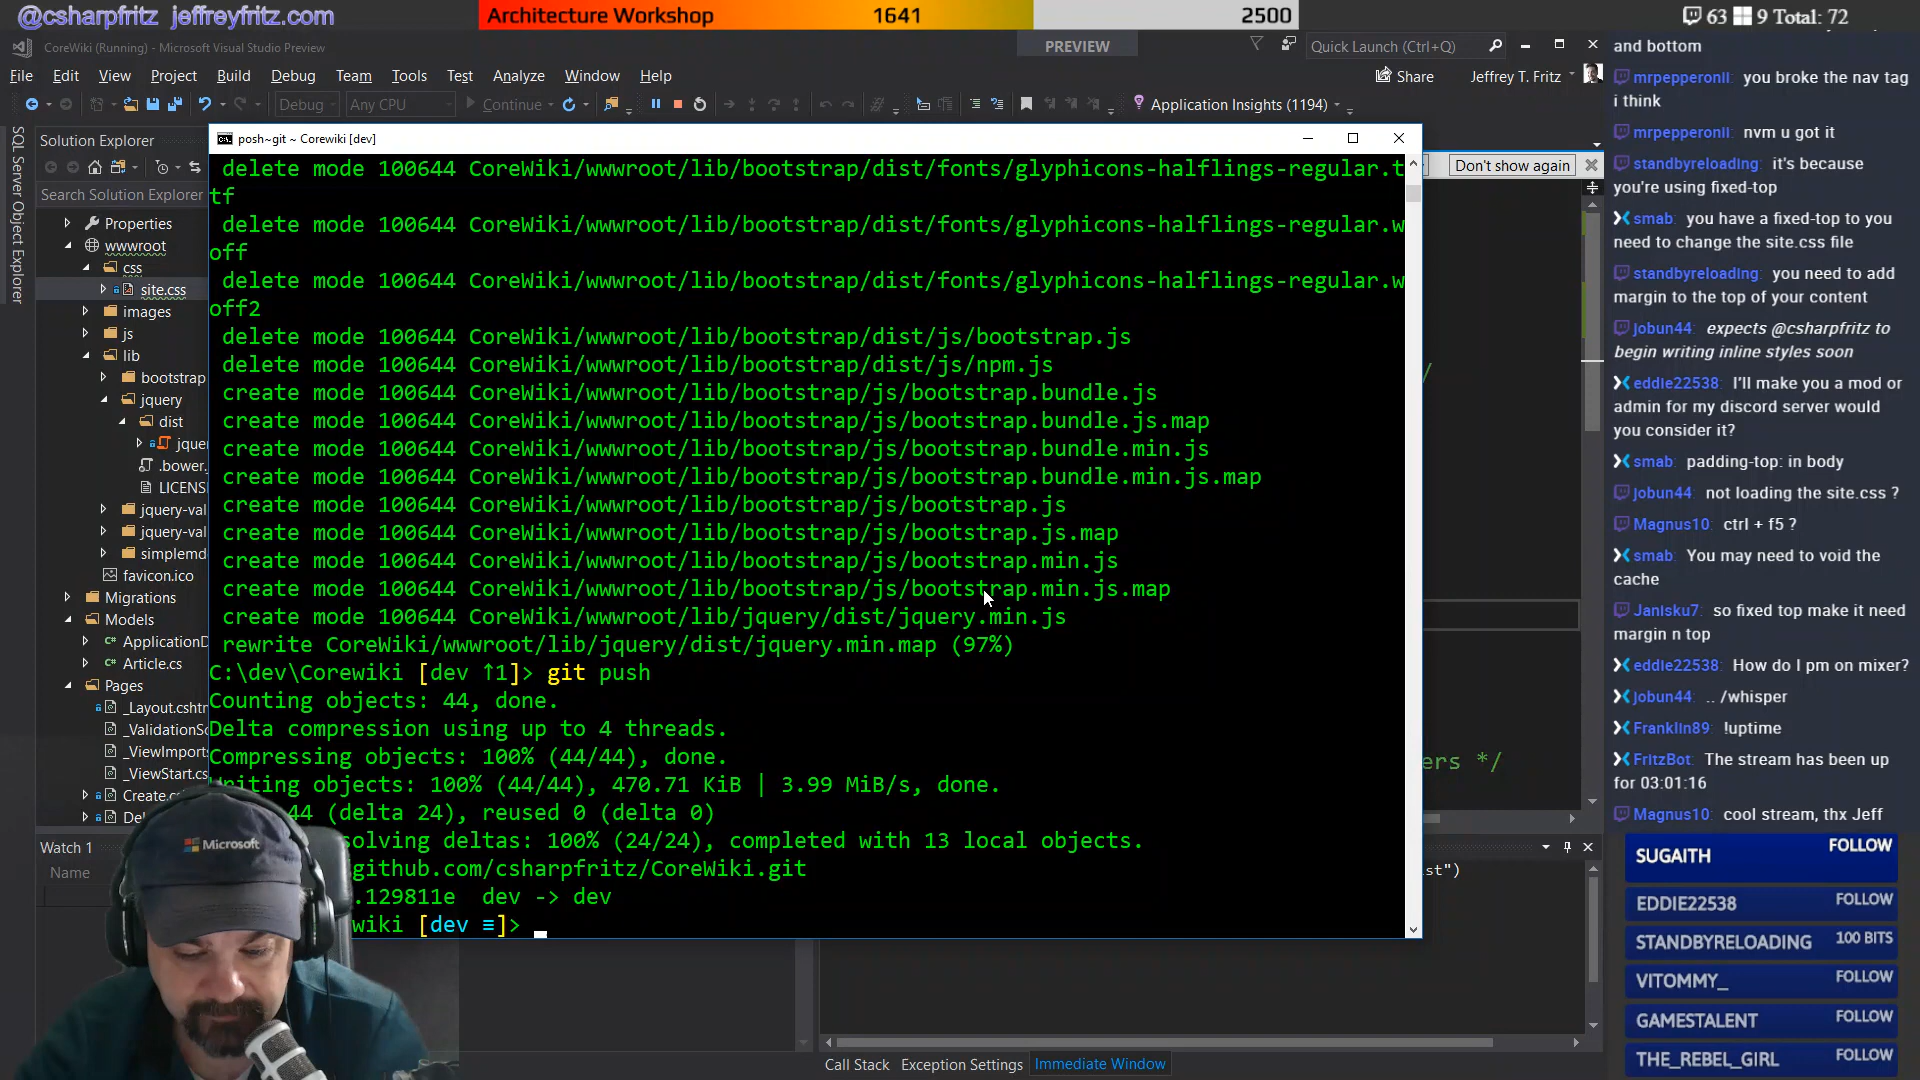 @csharpfritz jeffreyfritz.com
Architecture Workshop 1641 2500
63 9 Total: 72
CoreWiki (Running) - Microsoft Visual Studio Preview
PREVIEW
Quick Launch (Ctrl+Q)
File Edit View Project Build Debug Team Tools Test Analyze Window Help
Share Jeffrey T. Fritz
Debug Any CPU Continue Application Insights (1194)
SQL Server Object Explorer
Solution Explorer
Search Solution Explorer
Properties
wwwroot
css
site.css
images
js
lib
bootstrap
jquery
dist
jquer
.bower.
LICENS
jquery-val
jquery-val
simplemd
favicon.ico
Migrations
Models
ApplicationD
Article.cs
Pages
_Layout.cshtm
_ValidationSc
_ViewImports
_ViewStart.cs
Create.cs
Del
Watch 1
Name
posh~git ~ Corewiki [dev]
delete mode 100644 CoreWiki/wwwroot/lib/bootstrap/dist/fonts/glyphicons-halflings-regular.t
tf
delete mode 100644 CoreWiki/wwwroot/lib/bootstrap/dist/fonts/glyphicons-halflings-regular.w
off
delete mode 100644 CoreWiki/wwwroot/lib/bootstrap/dist/fonts/glyphicons-halflings-regular.w
off2
delete mode 100644 CoreWiki/wwwroot/lib/bootstrap/dist/js/bootstrap.js
delete mode 100644 CoreWiki/wwwroot/lib/bootstrap/dist/js/npm.js
create mode 100644 CoreWiki/wwwroot/lib/bootstrap/js/bootstrap.bundle.js
create mode 100644 CoreWiki/wwwroot/lib/bootstrap/js/bootstrap.bundle.js.map
create mode 100644 CoreWiki/wwwroot/lib/bootstrap/js/bootstrap.bundle.min.js
create mode 100644 CoreWiki/wwwroot/lib/bootstrap/js/bootstrap.bundle.min.js.map
create mode 100644 CoreWiki/wwwroot/lib/bootstrap/js/bootstrap.js
create mode 100644 CoreWiki/wwwroot/lib/bootstrap/js/bootstrap.js.map
create mode 100644 CoreWiki/wwwroot/lib/bootstrap/js/bootstrap.min.js
create mode 100644 CoreWiki/wwwroot/lib/bootstrap/js/bootstrap.min.js.map
create mode 100644 CoreWiki/wwwroot/lib/jquery/dist/jquery.min.js
rewrite CoreWiki/wwwroot/lib/jquery/dist/jquery.min.map (97%)
C:\dev\Corewiki [dev ↑1]> git push
Counting objects: 44, done.
Delta compression using up to 4 threads.
Compressing objects: 100% (44/44), done.
riting objects: 100% (44/44), 470.71 KiB | 3.99 MiB/s, done.
44 (delta 24), reused 0 (delta 0)
solving deltas: 100% (24/24), completed with 13 local objects.
github.com/csharpfritz/CoreWiki.git
.129811e dev -> dev
wiki [dev ≡]>
Don't show again
/
ers */
st")
Call Stack Exception Settings Immediate Window
Microsoft
and bottom
mrpepperonii: you broke the nav tag
i think
mrpepperonii: nvm u got it
standbyreloading: it's because
you're using fixed-top
smab: you have a fixed-top to you
need to change the site.css file
standbyreloading: you need to add
margin to the top of your content
Jobun44: expects @csharpfritz to
begin writing inline styles soon
eddie22538: I'll make you a mod or
admin for my discord server would
you consider it?
smab: padding-top: in body
Jobun44: not loading the site.css ?
Magnus10: ctrl + f5 ?
smab: You may need to void the
cache
Janisku7: so fixed top make it need
margin n top
eddie22538: How do I pm on mixer?
Jobun44: .. /whisper
Franklin89: !uptime
FritzBot: The stream has been up
for 03:01:16
Magnus10: cool stream, thx Jeff
SUGAITH FOLLOW
EDDIE22538 FOLLOW
STANDBYRELOADING 100 BITS
VITOMMY_ FOLLOW
GAMESTALENT FOLLOW
THE_REBEL_GIRL FOLLOW